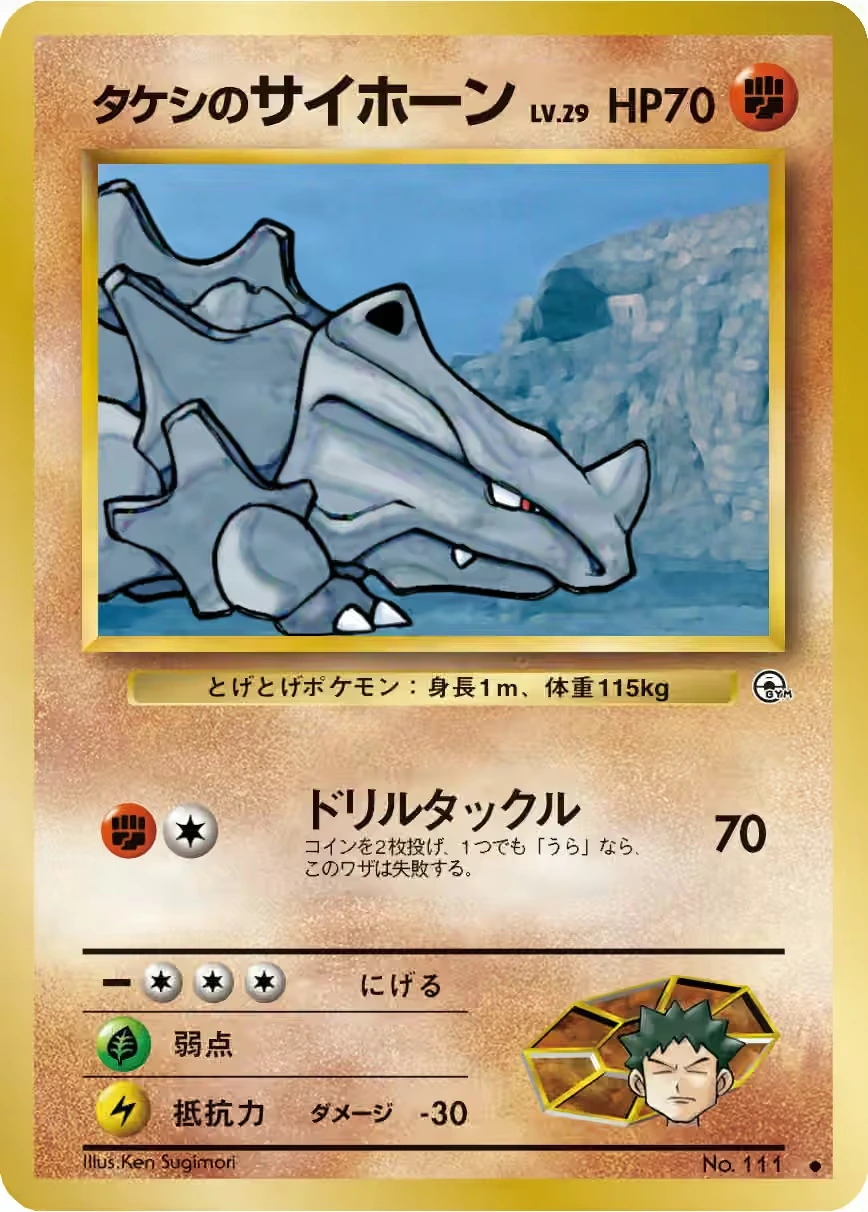 タケシのサイホーン LV.29 HP70
とげとげポケモン：身長1m、体重115kg
GYM
ドリルタックル 70
コインを2枚投げ、1つでも「うら」なら、
このワザは失敗する。
にげる
弱点
抵抗力 ダメージ -30
Illus.Ken Sugimori No. 111